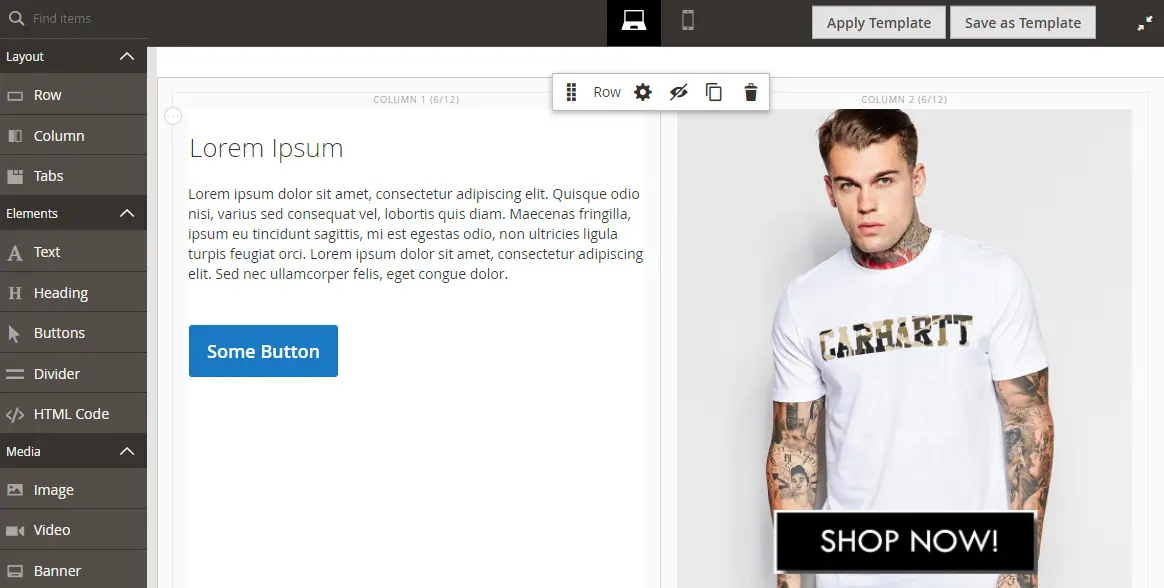 Find items
Apply Template
Save as Template
Layout
Row
Column
Tabs
Elements
Text
Heading
Buttons
Divider
HTML Code
Media
Image
Video
Banner
Row
COLUMN 1 (6/12)
Lorem Ipsum
Lorem ipsum dolor sit amet, consectetur adipiscing elit. Quisque odio
nisi, varius sed consequat vel, lobortis quis diam. Maecenas fringilla,
ipsum eu tincidunt sagittis, mi est egestas odio, non ultricies ligula
turpis feugiat orci. Lorem ipsum dolor sit amet, consectetur adipiscing
elit. Sed nec ullamcorper felis, eget congue dolor.
Some Button
COLUMN 2 (6/12)
CARHARTT
SHOP NOW!